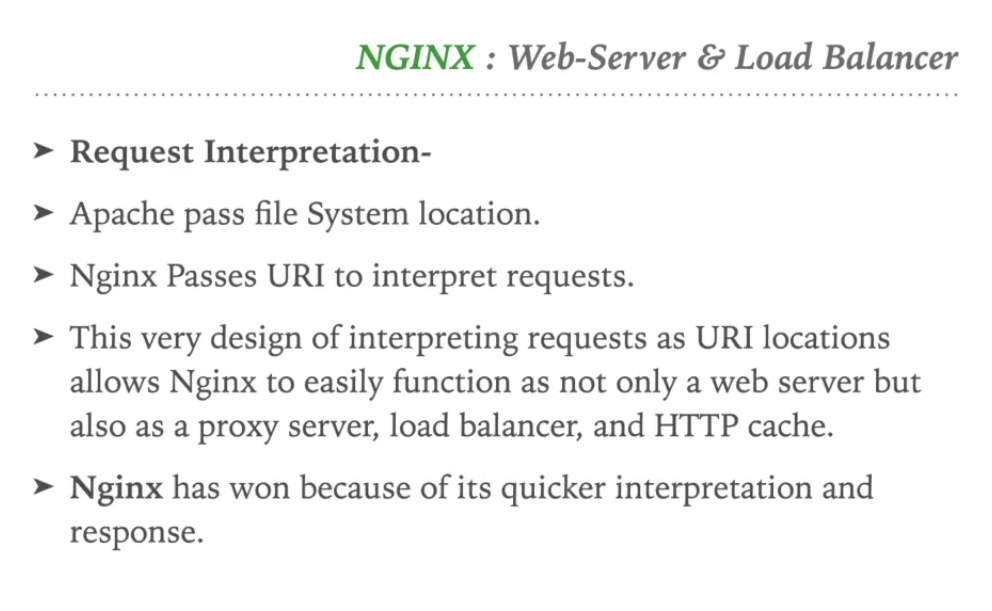 NGINX : Web-Server & Load Balancer
➤ Request Interpretation-
➤ Apache pass file System location.
➤ Nginx Passes URI to interpret requests.
➤ This very design of interpreting requests as URI locations
allows Nginx to easily function as not only a web server but
also as a proxy server, load balancer, and HTTP cache.
➤ Nginx has won because of its quicker interpretation and
response.